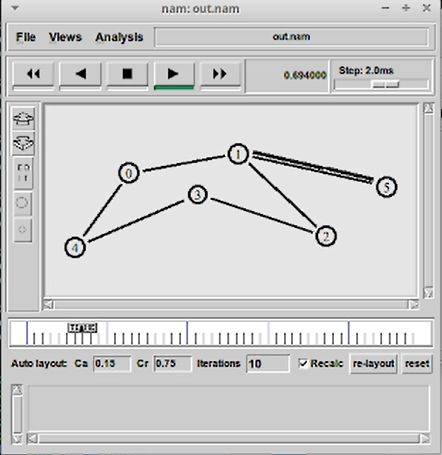 nam: out.nam
File Views Analysis out.nam
0.694000 Step: 2.0ms
1
0
5
3
2
4
Auto layout: Ca 0.15 Cr 0.75 Iterations 10 Recalc re-layout reset